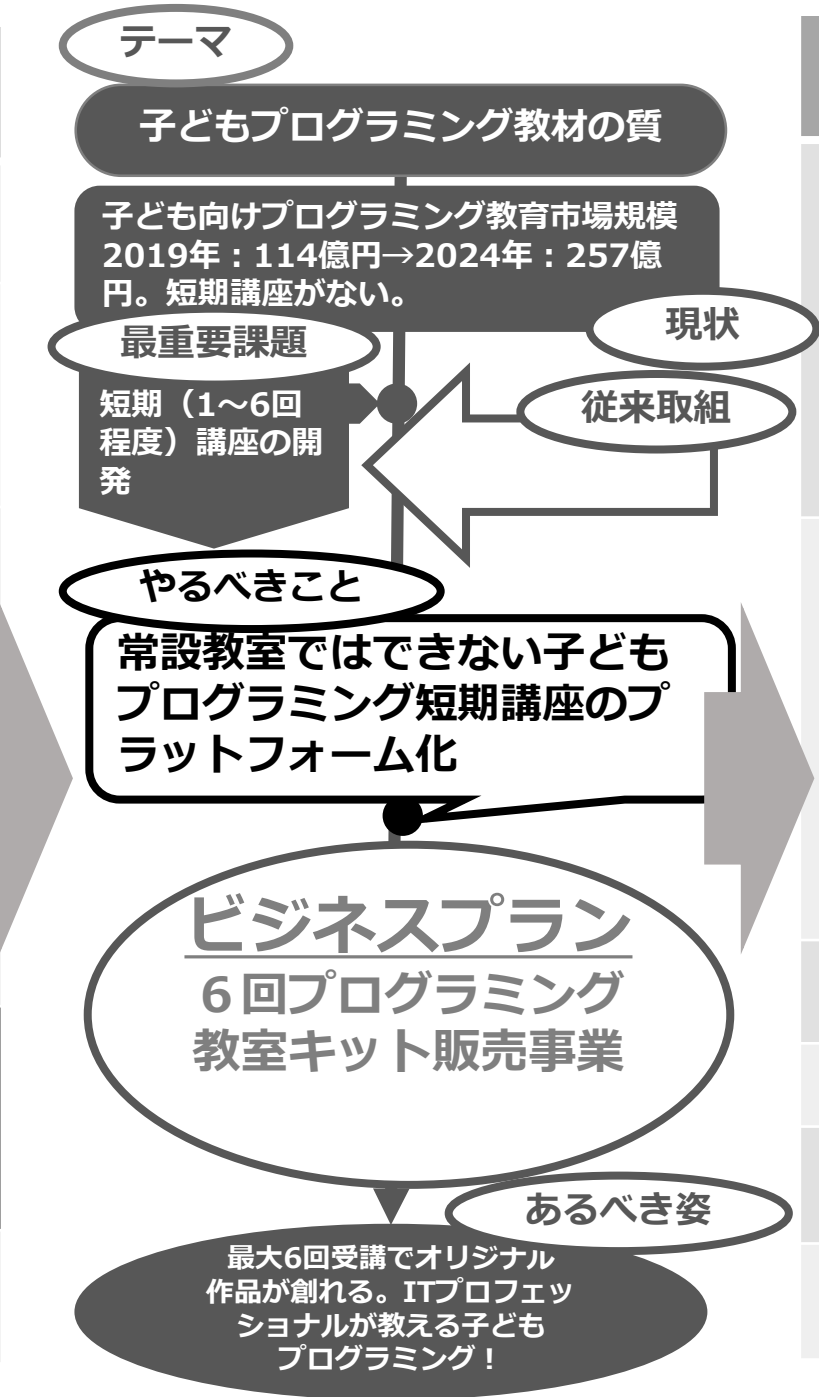 テーマ
子どもプログラミング教材の質
子ども向けプログラミング教育市場規模
2019年：114億円→2024年：257億
円。短期講座がない。
現状
最重要課題
従来取組
短期（1～6回
程度）講座の開
発
やるべきこと
常設教室ではできない子ども
プログラミング短期講座のプ
ラットフォーム化
ビジネスプラン
６回プログラミング
教室キット販売事業
あるべき姿
最大6回受講でオリジナル
作品が創れる。ITプロフェッ
ショナルが教える子ども
プログラミング！